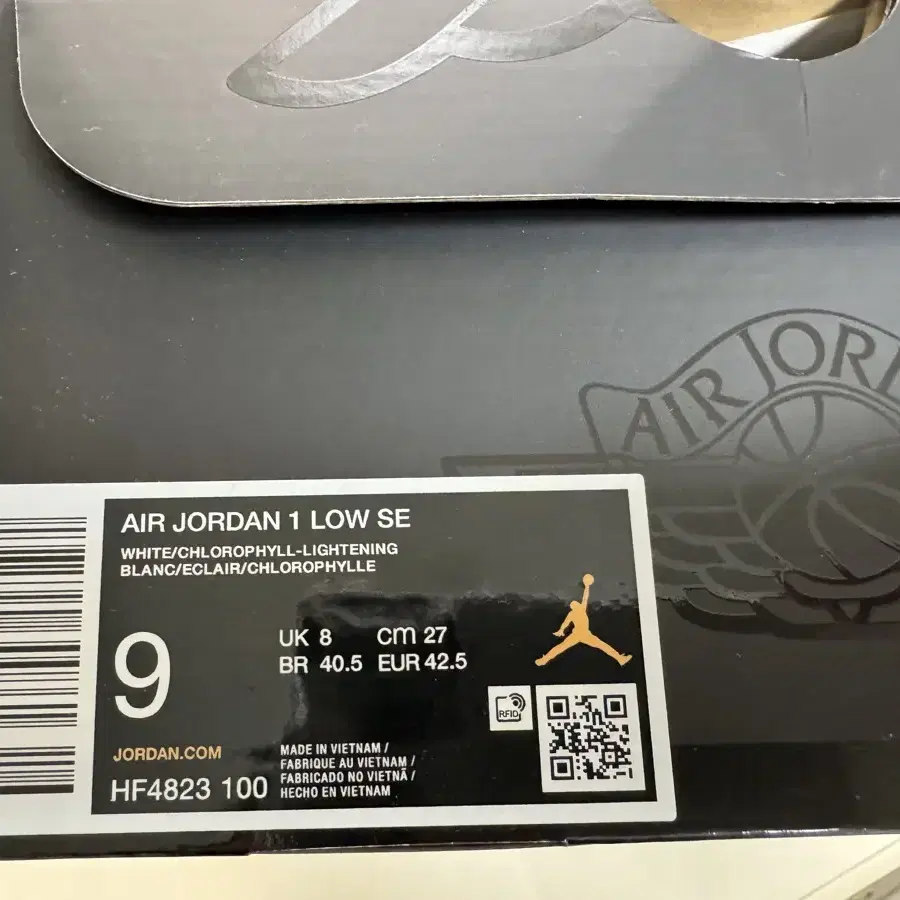 AIR JORD
AIR JORDAN 1 LOW SE
WHITE/CHLOROPHYLL-LIGHTENING
BLANC/ECLAIR/CHLOROPHYLLE
9
UK 8 cm 27
BR 40.5 EUR 42.5
RFID
JORDAN.COM
HF4823 100
MADE IN VIETNAM /
FABRIQUE AU VIETNAM /
FABRICADO NO VIETNÃ /
HECHO EN VIETNAM